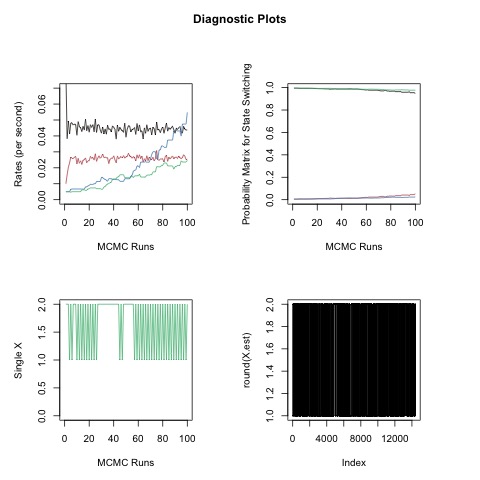 Diagnostic Plots
Rates (per second)
0.00 0.02 0.04 0.06
0 20 40 60 80 100
MCMC Runs
Probability Matrix for State Switching
0.0 0.2 0.4 0.6 0.8 1.0
0 20 40 60 80 100
MCMC Runs
Single X
0.0 0.5 1.0 1.5 2.0
0 20 40 60 80 100
MCMC Runs
round(X.est)
1.0 1.2 1.4 1.6 1.8 2.0
0 4000 8000 12000
Index